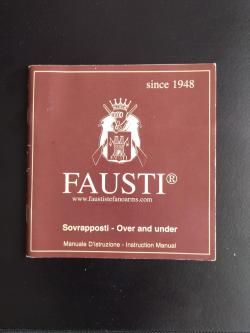 since 1948
FAUSTI®
www.faustistefanoarms.com
Sovrapposti - Over and under
Manuale D'istruzione - Instruction Manual